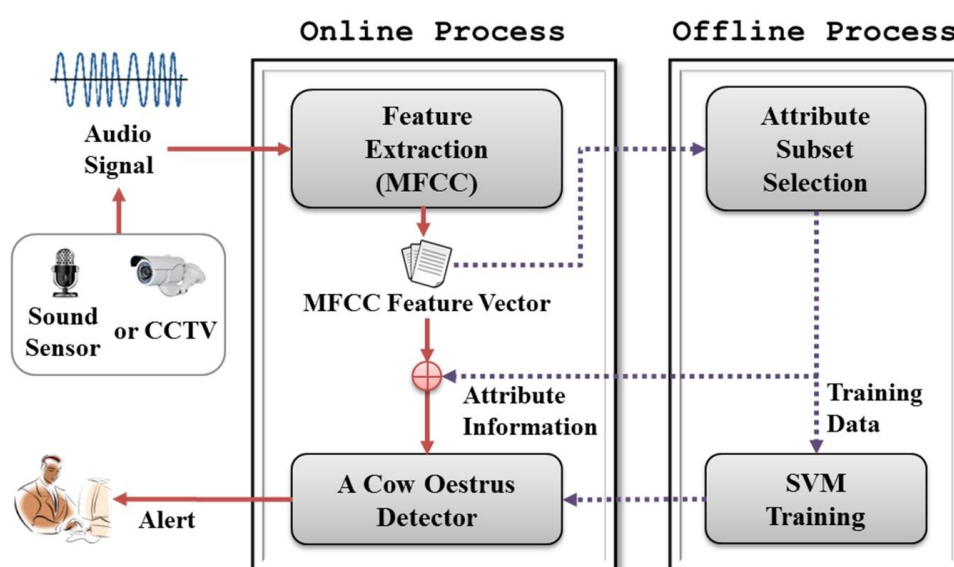 Online Process
Offline Process
Audio
Signal
Feature
Extraction
(MFCC)
Attribute
Subset
Selection
MFCC Feature Vector
Sound
Sensor
or CCTV
Attribute
Information
Training
Data
A Cow Oestrus
Detector
SVM
Training
Alert